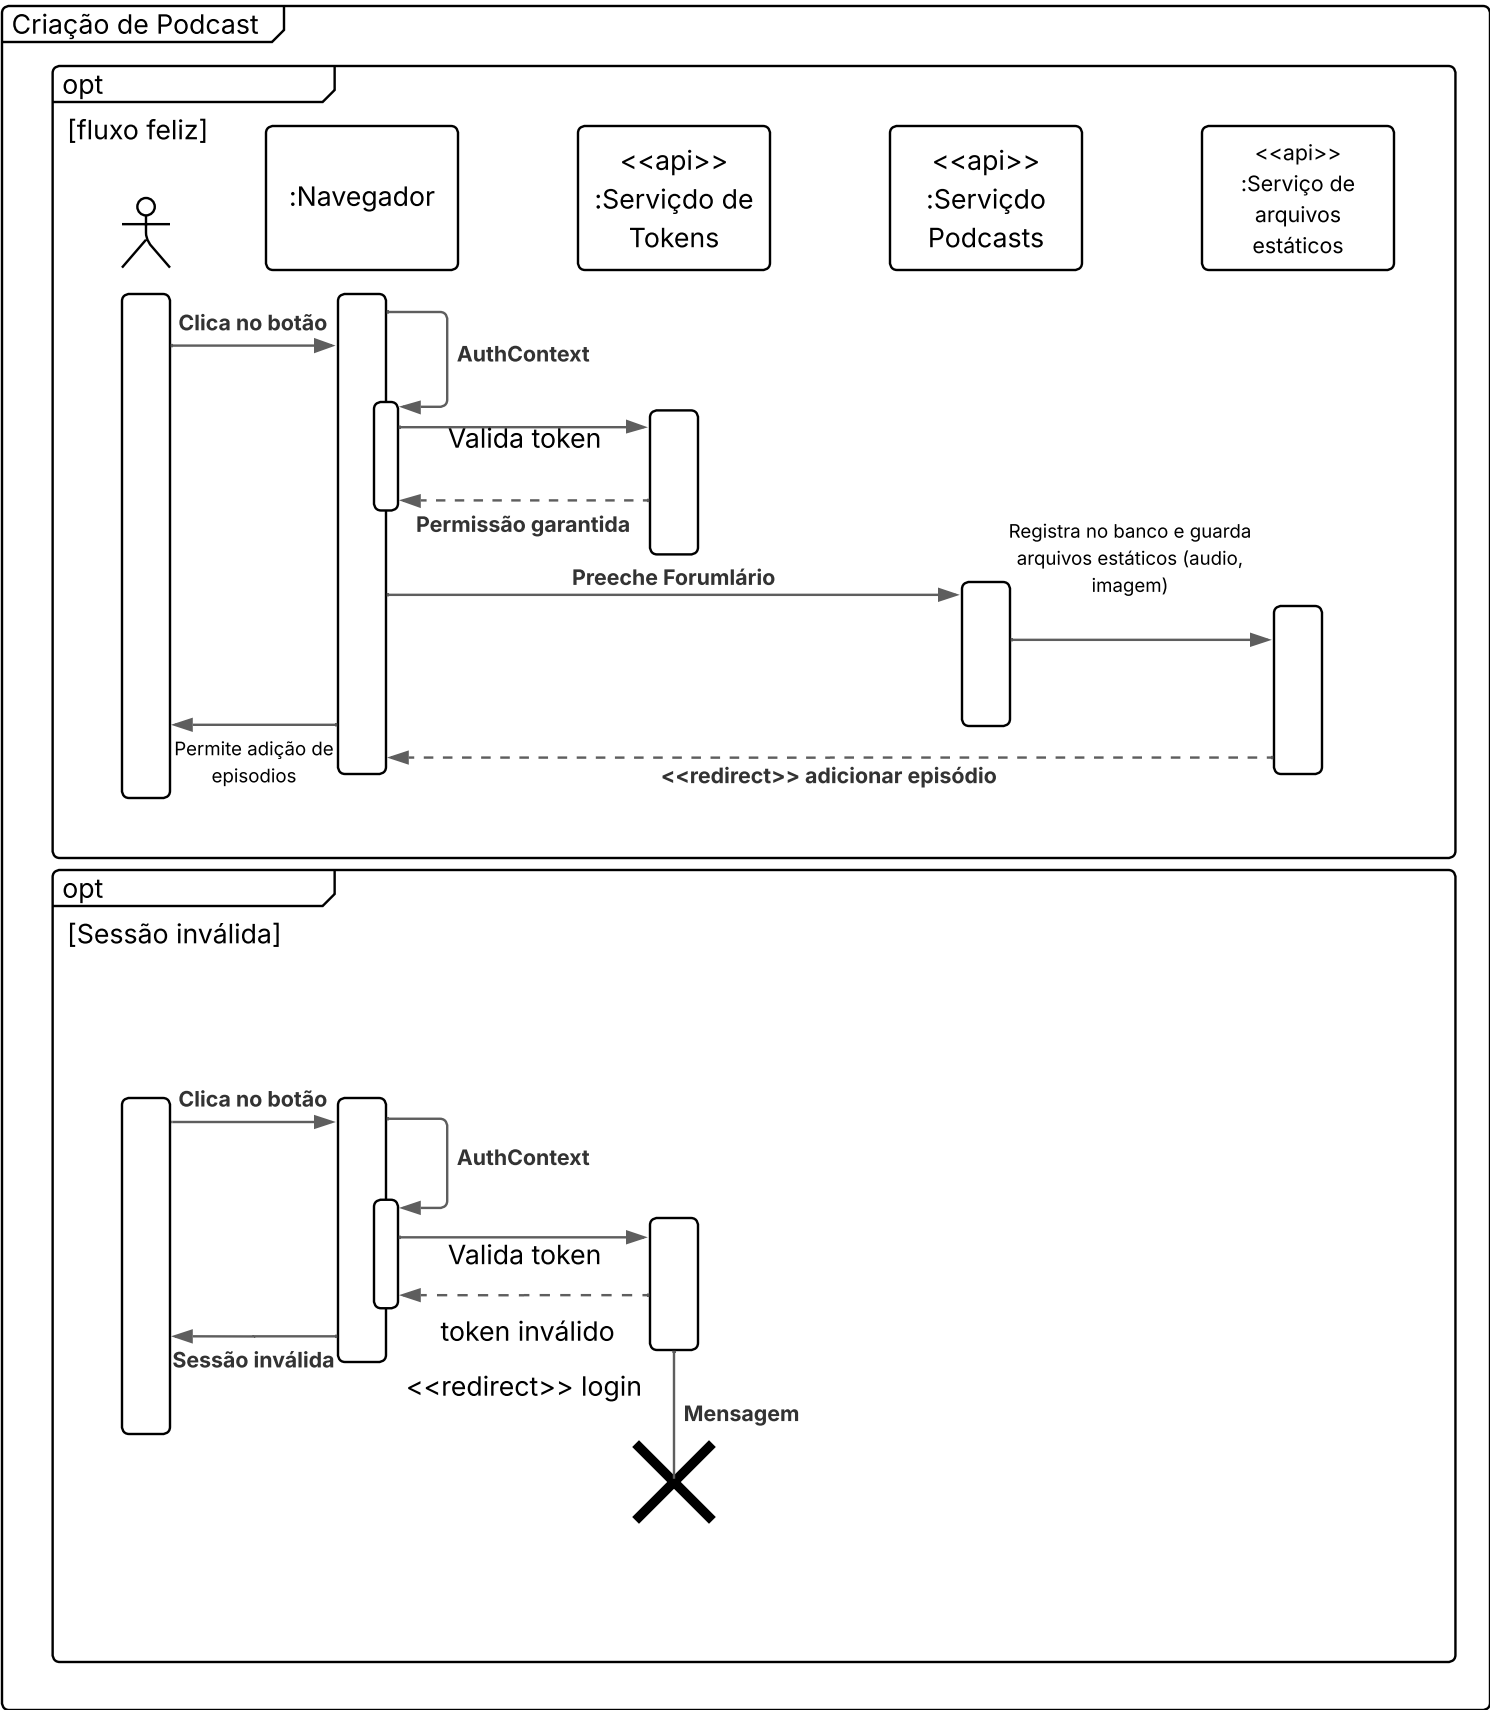 Criação de Podcast
opt
[fluxo feliz]
:Navegador
<<api>>
:Serviçdo de
Tokens
<<api>>
:Serviçdo
Podcasts
<<api>>
:Serviço de
arquivos
estáticos
Clica no botão
AuthContext
Valida token
Permissão garantida
Registra no banco e guarda
arquivos estáticos (audio,
imagem)
Preeche Forumlário
Permite adição de
episodios
<<redirect>> adicionar episódio
opt
[Sessão inválida]
Clica no botão
AuthContext
Valida token
token inválido
Sessão inválida
<<redirect>> login
Mensagem